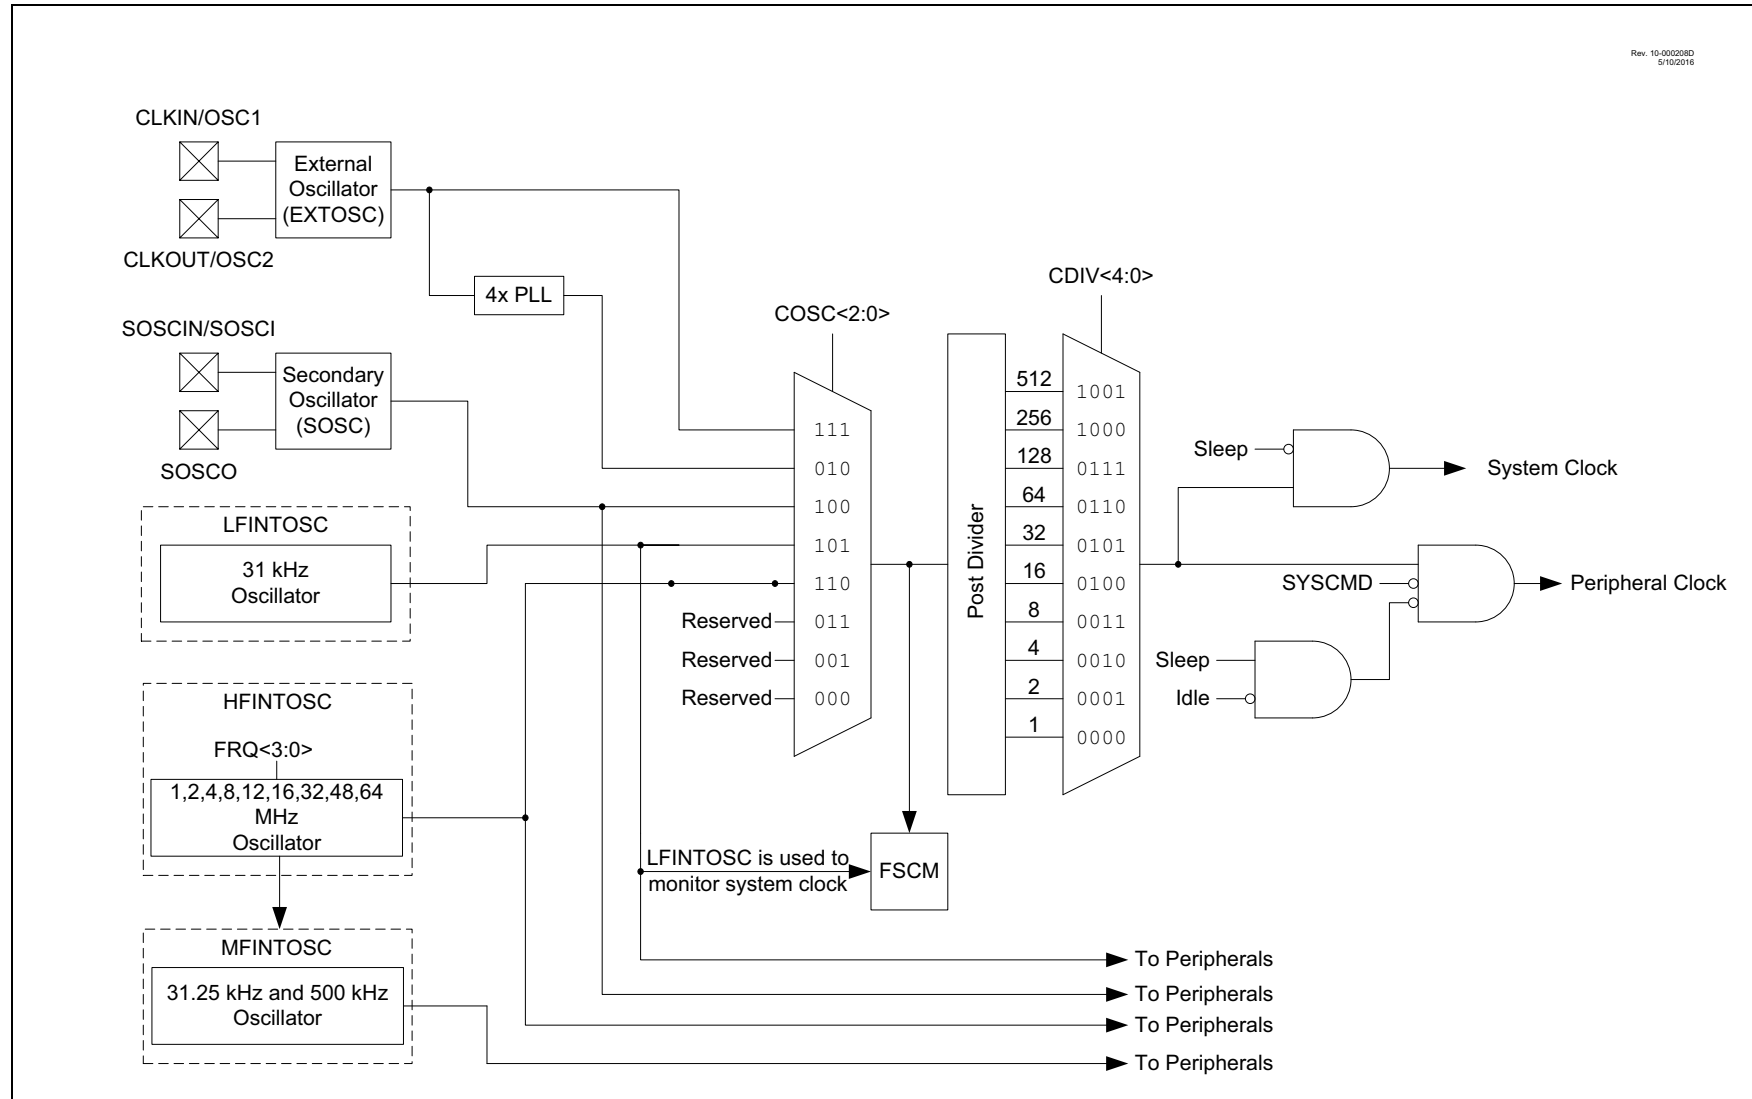 Rev. 10-000208D
5/10/2016
CLKIN/OSC1
External
Oscillator
(EXTOSC)
CLKOUT/OSC2
4x PLL
SOSCIN/SOSCI
Secondary
Oscillator
(SOSC)
SOSCO
LFINTOSC
31 kHz
Oscillator
HFINTOSC
FRQ<3:0>
1,2,4,8,12,16,32,48,64
MHz
Oscillator
MFINTOSC
31.25 kHz and 500 kHz
Oscillator
COSC<2:0>
111
010
100
101
110
Reserved 011
Reserved 001
Reserved 000
LFINTOSC is used to
monitor system clock
FSCM
Post Divider
CDIV<4:0>
512 1001
256 1000
128 0111
64 0110
32 0101
16 0100
8 0011
4 0010
2 0001
1 0000
Sleep
System Clock
SYSCMD
Peripheral Clock
Sleep
Idle
To Peripherals
To Peripherals
To Peripherals
To Peripherals